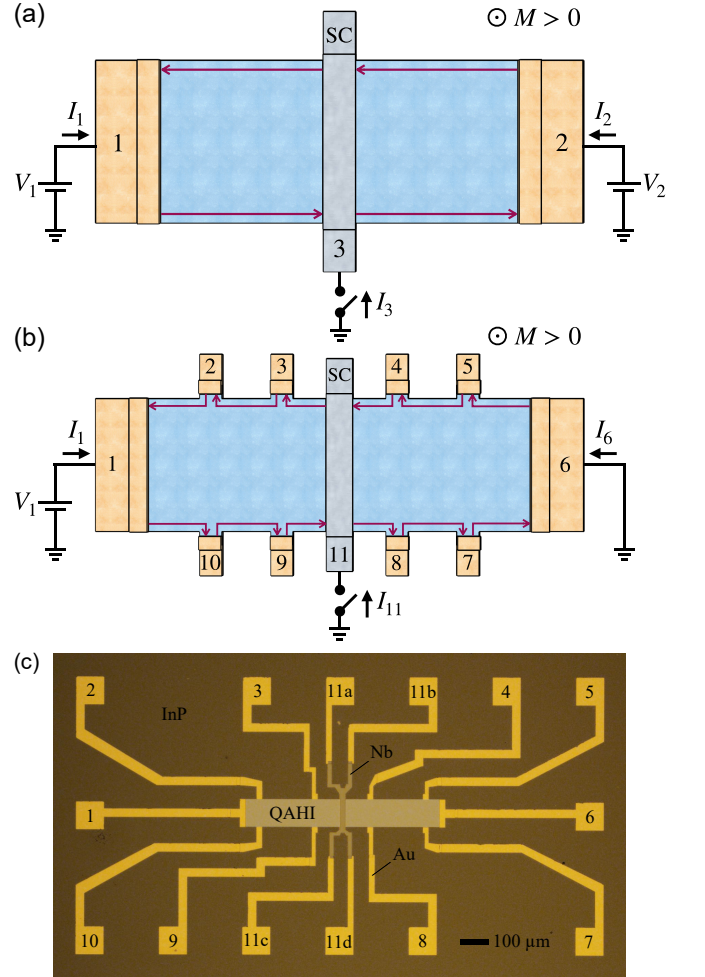 (a)
SC
⊙ M > 0
I₁
1
2
I₂
V₁
V₂
3
I₃
(b)
⊙ M > 0
2
3
SC
4
5
I₁
1
6
I₆
V₁
10
9
11
8
7
I₁₁
(c)
2
3
11a
11b
4
5
InP
Nb
1
QAHI
6
Au
10
9
11c
11d
8
100 µm
7